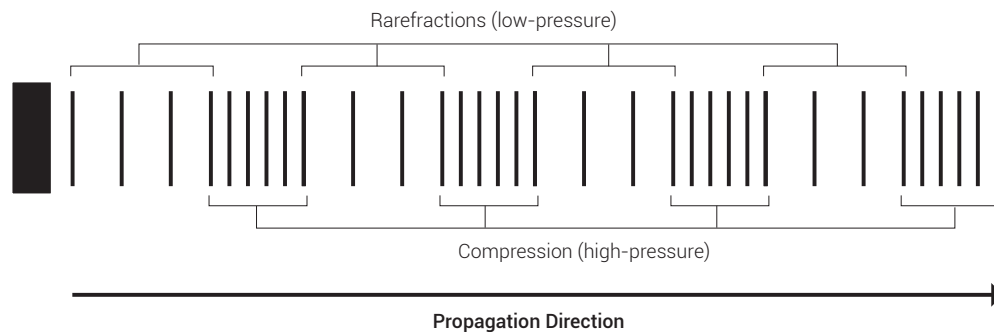 Rarefractions (low-pressure)
Compression (high-pressure)
Propagation Direction